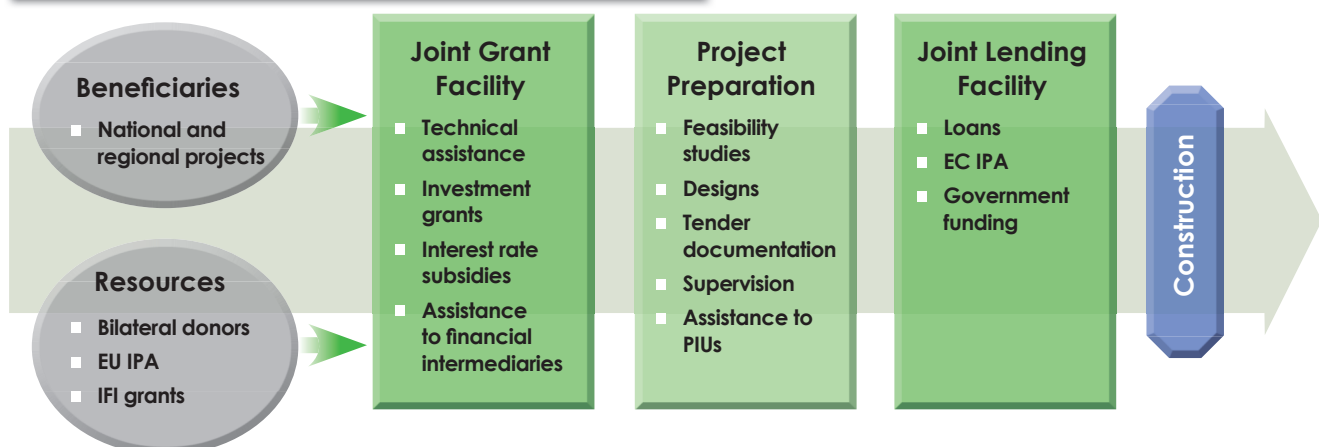 Beneficiaries
National and
regional projects
Resources
Bilateral donors
EU IPA
IFI grants
Joint Grant
Facility
Technical
assistance
Investment
grants
Interest rate
subsidies
Assistance
to financial
intermediaries
Project
Preparation
Feasibility
studies
Designs
Tender
documentation
Supervision
Assistance to
PIUs
Joint Lending
Facility
Loans
EC IPA
Government
funding
Construction